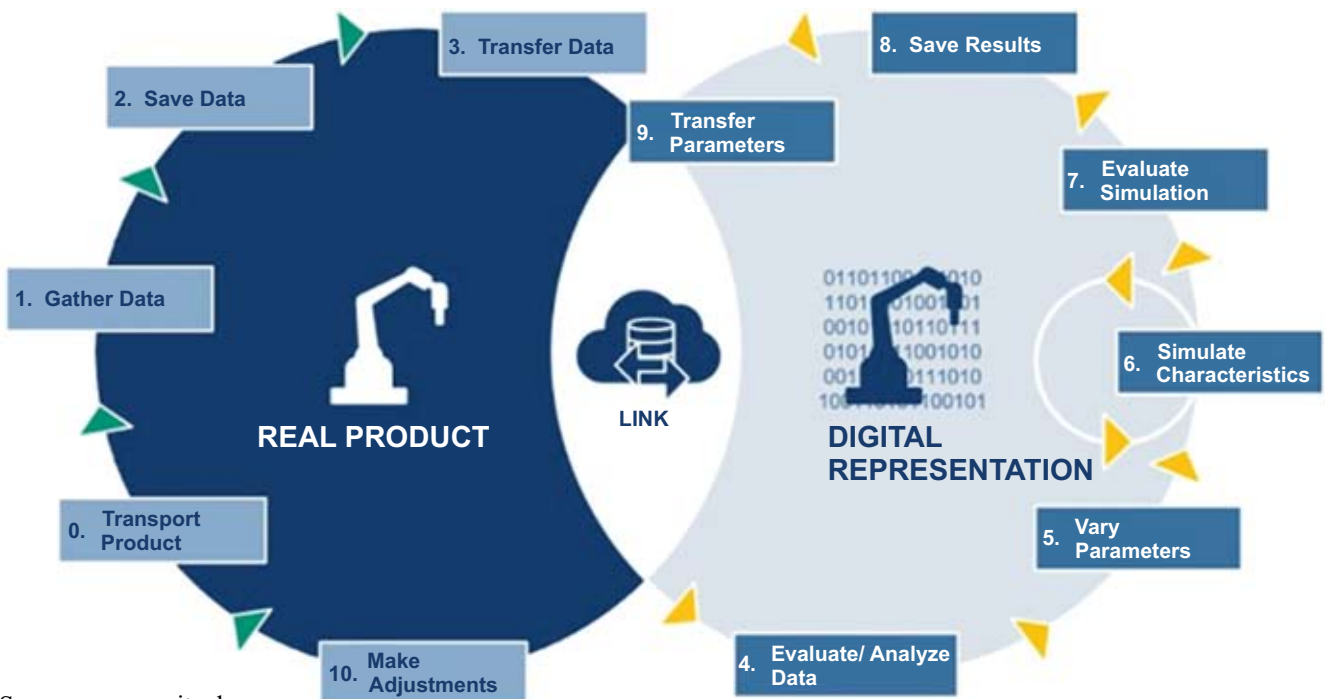 3. Transfer Data
8. Save Results
2. Save Data
9. Transfer
Parameters
7. Evaluate
Simulation
1. Gather Data
6. Simulate
Characteristics
REAL PRODUCT
LINK
DIGITAL
REPRESENTATION
0. Transport
Product
5. Vary
Parameters
10. Make
Adjustments
4. Evaluate/ Analyze
Data